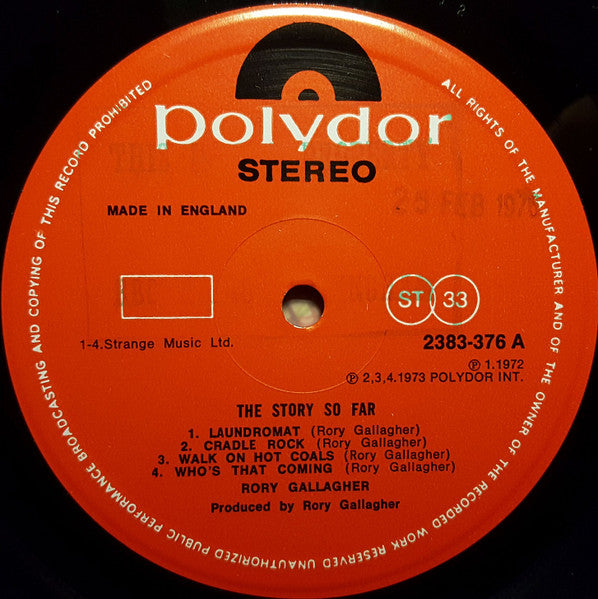 polydor
STEREO
MADE IN ENGLAND
28 FEB 197
ST 33
1-4.Strange Music Ltd.
2383-376 A
℗ 1.1972
℗ 2,3,4.1973 POLYDOR INT.
THE STORY SO FAR
1. LAUNDROMAT (Rory Gallagher)
2. CRADLE ROCK (Rory Gallagher)
3. WALK ON HOT COALS (Rory Gallagher)
4. WHO'S THAT COMING (Rory Gallagher)
RORY GALLAGHER
Produced by Rory Gallagher
ALL RIGHTS OF THE MANUFACTURER AND OF THE OWNER OF THE RECORDED WORK RESERVED UNAUTHORIZED PUBLIC PERFORMANCE BROADCASTING AND COPYING OF THIS RECORD PROHIBITED